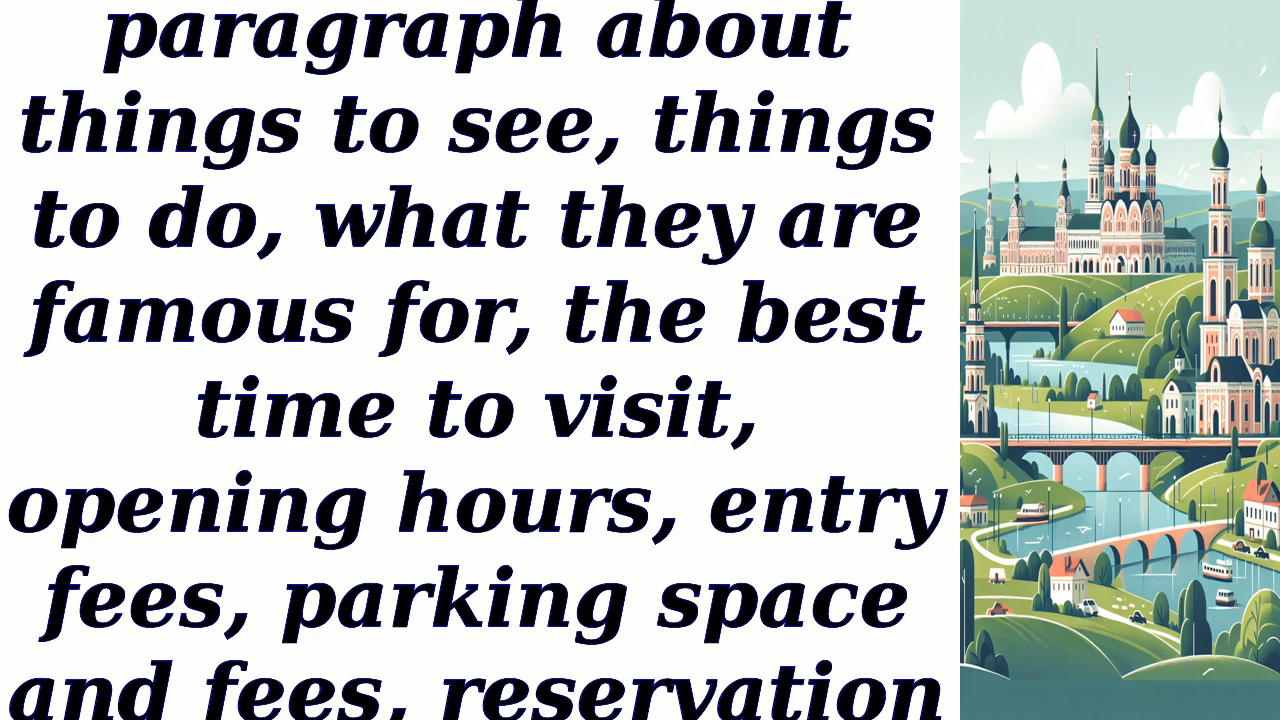 paragraph about
things to see, things
to do, what they are
famous for, the best
time to visit,
opening hours, entry
fees, parking space
and fees, reservation